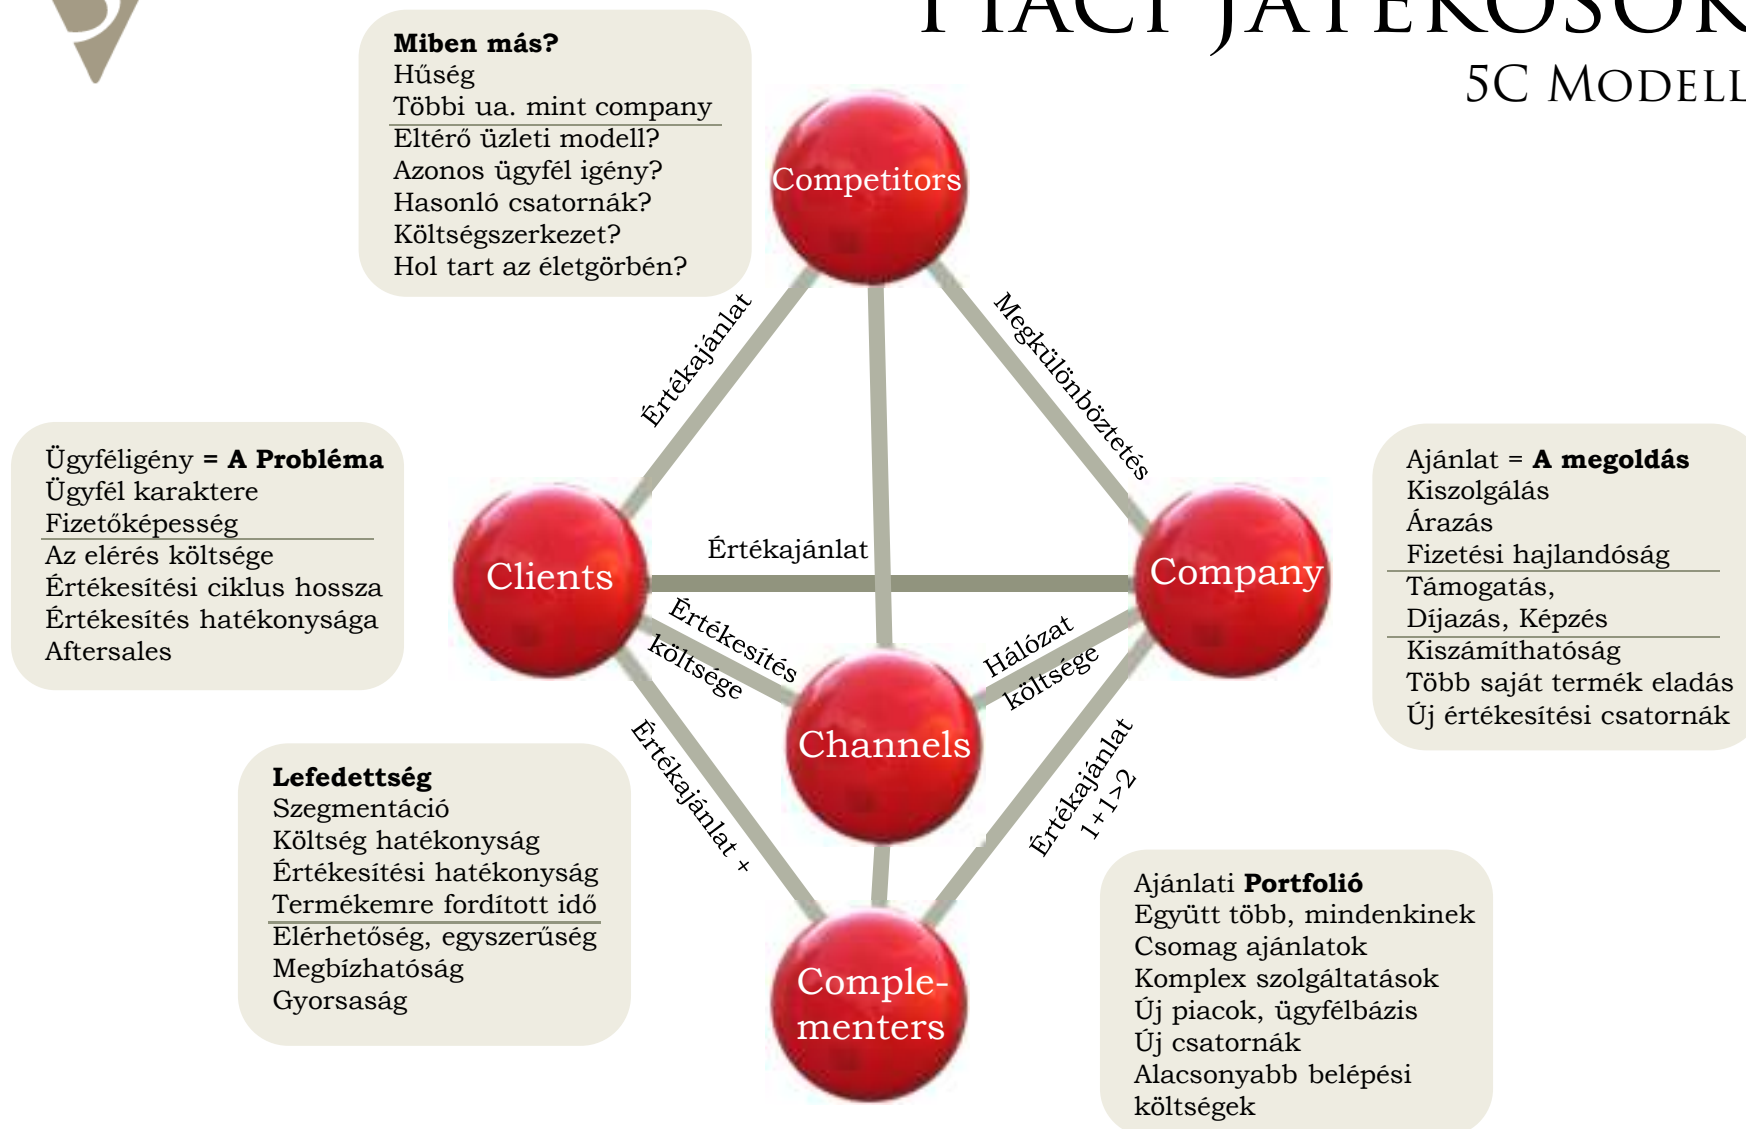 PIACI JÁTÉKOSOK
5C MODELL
Miben más?
Hűség
Többi ua. mint company
Eltérő üzleti modell?
Azonos ügyfél igény?
Hasonló csatornák?
Költségszerkezet?
Hol tart az életgörbén?
Competitors
Értékajánlat
Megkülönböztetés
Ügyféligény = A Probléma
Ügyfél karaktere
Fizetőképesség
Az elérés költsége
Értékesítési ciklus hossza
Értékesítés hatékonysága
Aftersales
Clients
Értékajánlat
Company
Ajánlat = A megoldás
Kiszolgálás
Árazás
Fizetési hajlandóság
Támogatás,
Díjazás, Képzés
Kiszámíthatóság
Több saját termék eladás
Új értékesítési csatornák
Értékesítés
költsége
Hálózat
költsége
Channels
Értékajánlat +
Értékajánlat
1+1>2
Lefedettség
Szegmentáció
Költség hatékonyság
Értékesítési hatékonyság
Termékemre fordított idő
Elérhetőség, egyszerűség
Megbízhatóság
Gyorsaság
Comple-
menters
Ajánlati Portfolió
Együtt több, mindenkinek
Csomag ajánlatok
Komplex szolgáltatások
Új piacok, ügyfélbázis
Új csatornák
Alacsonyabb belépési
költségek